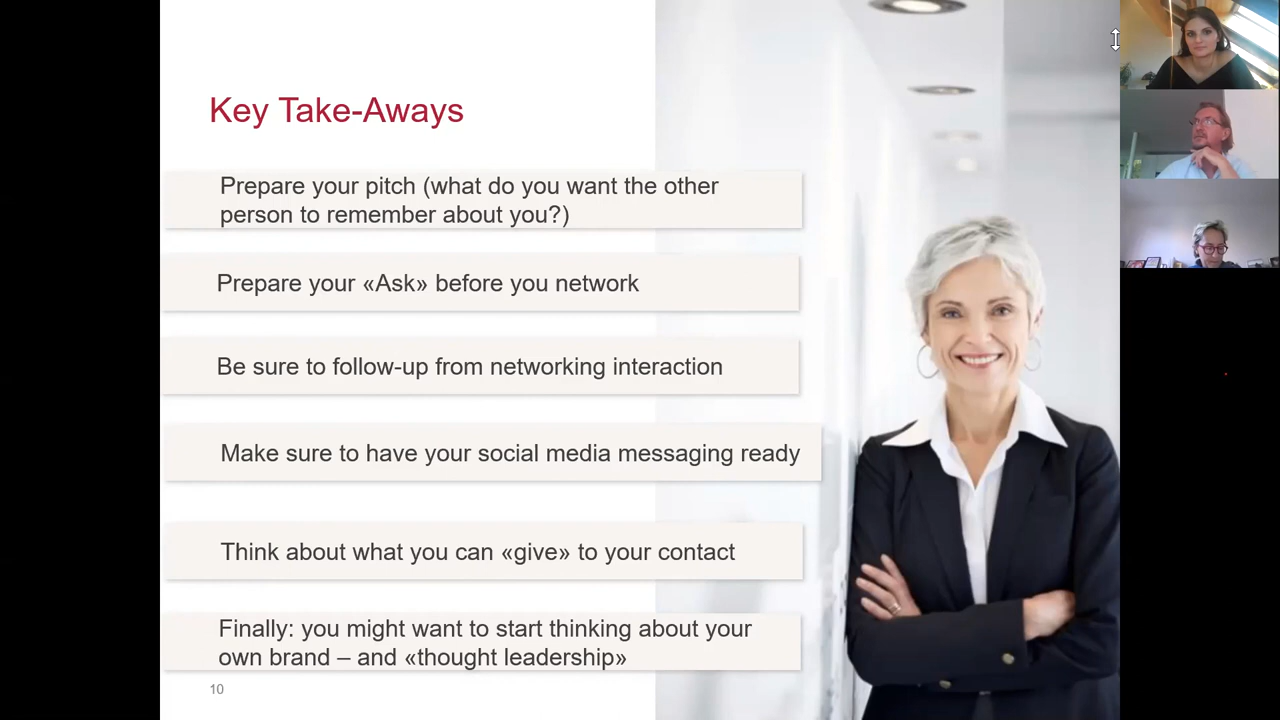 Key Take-Aways
Prepare your pitch (what do you want the other
person to remember about you?)
Prepare your «Ask» before you network
Be sure to follow-up from networking interaction
Make sure to have your social media messaging ready
Think about what you can «give» to your contact
Finally: you might want to start thinking about your
own brand – and «thought leadership»
10